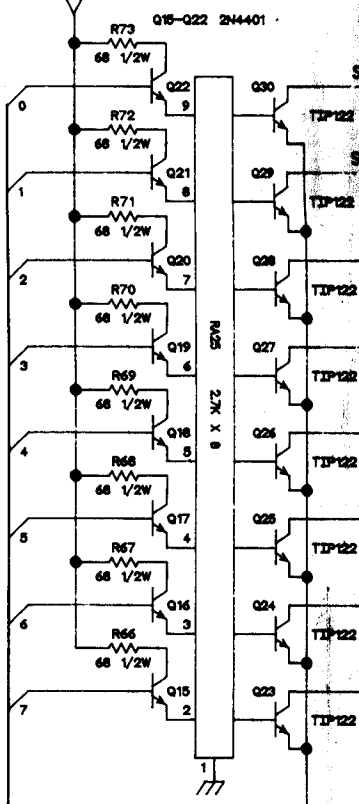 R73
Q15-Q22 2N4401
68 1/2W
Q22
Q30
0
9
TIP122
R72
S
68 1/2W
Q21
Q29
1
8
TIP122
R71
68 1/2W
Q20
Q28
2
7
TIP122
R70
68 1/2W
Q19
Q27
3
6
TIP122
RA25 2.7K X 8
R69
68 1/2W
Q18
Q26
4
5
TIP122
R68
68 1/2W
Q17
Q25
5
4
TIP122
R67
68 1/2W
Q16
Q24
6
3
TIP122
R66
68 1/2W
Q15
Q23
7
2
TIP122
1